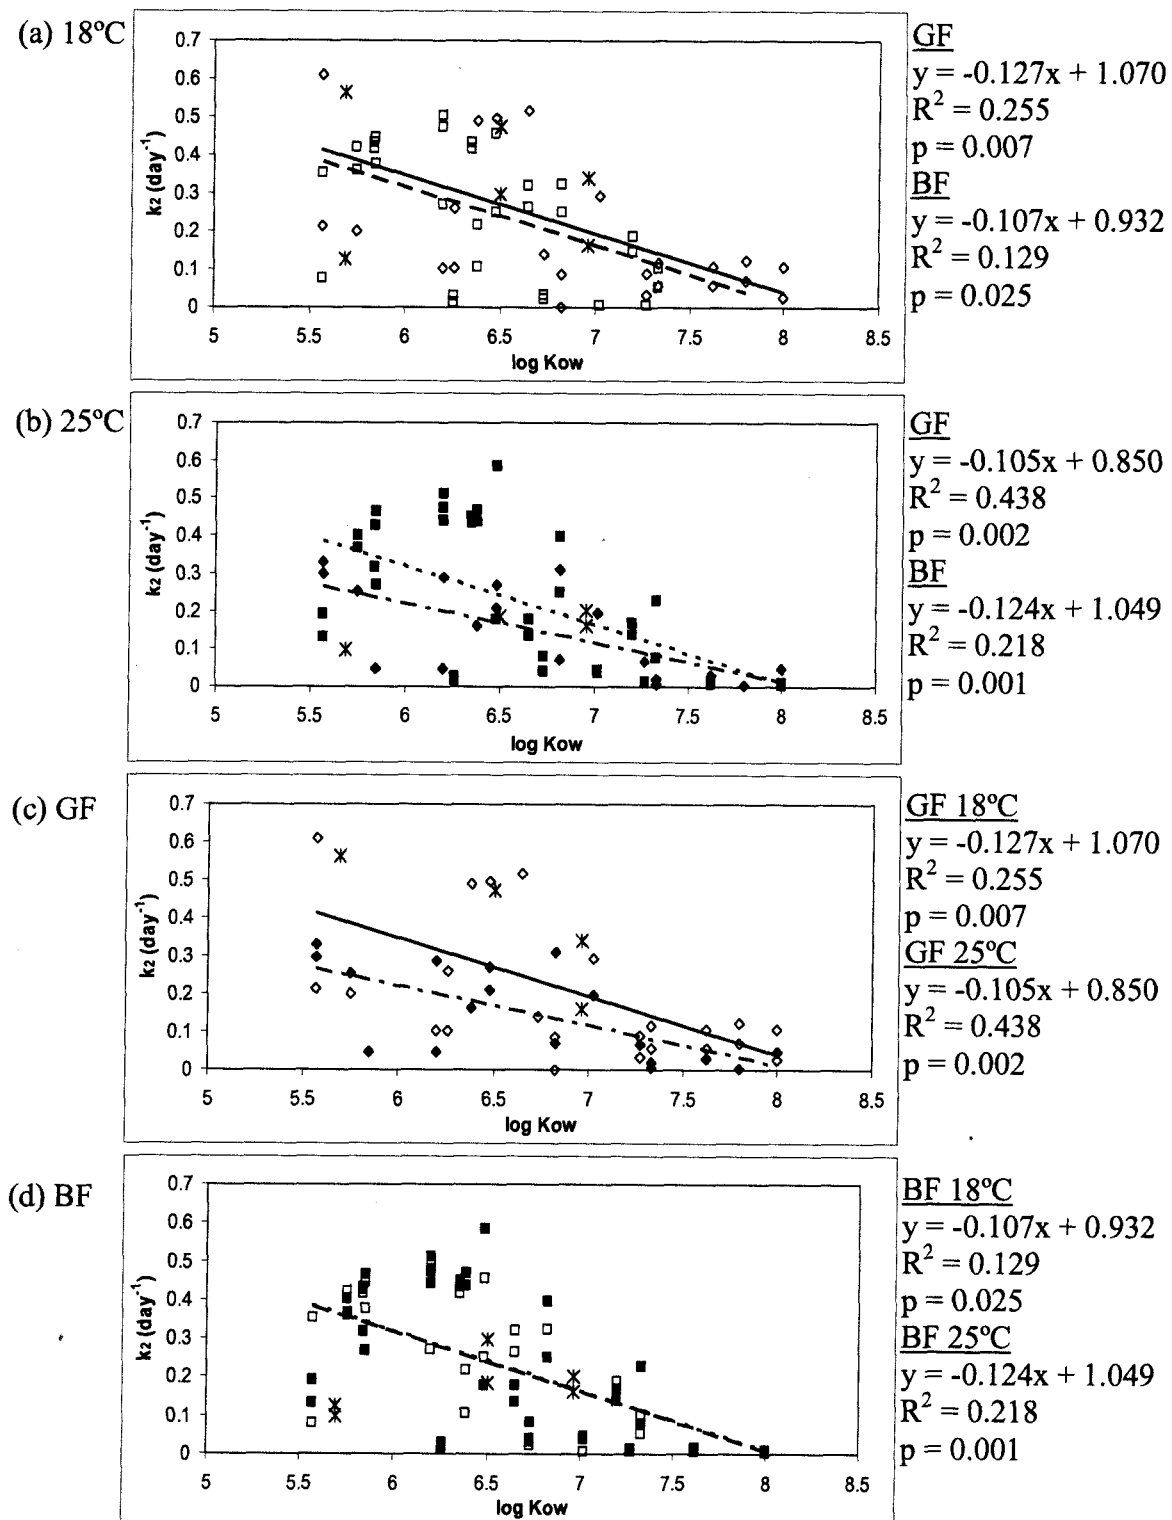 (a) 18ºC
0.7
0.6
0.5
0.4
0.3
0.2
0.1
0
k2 (day-1)
5
5.5
6
6.5
7
7.5
8
8.5
log Kow
GF
y = -0.127x + 1.070
R2 = 0.255
p = 0.007
BF
y = -0.107x + 0.932
R2 = 0.129
p = 0.025
(b) 25ºC
0.7
0.6
0.5
0.4
0.3
0.2
0.1
0
k2 (day-1)
5
5.5
6
6.5
7
7.5
8
8.5
log Kow
GF
y = -0.105x + 0.850
R2 = 0.438
p = 0.002
BF
y = -0.124x + 1.049
R2 = 0.218
p = 0.001
(c) GF
0.7
0.6
0.5
0.4
0.3
0.2
0.1
0
k2 (day-1)
5
5.5
6
6.5
7
7.5
8
8.5
log Kow
GF 18ºC
y = -0.127x + 1.070
R2 = 0.255
p = 0.007
GF 25ºC
y = -0.105x + 0.850
R2 = 0.438
p = 0.002
(d) BF
0.7
0.6
0.5
0.4
0.3
0.2
0.1
0
k2 (day-1)
5
5.5
6
6.5
7
7.5
8
8.5
log Kow
BF 18ºC
y = -0.107x + 0.932
R2 = 0.129
p = 0.025
BF 25ºC
y = -0.124x + 1.049
R2 = 0.218
p = 0.001